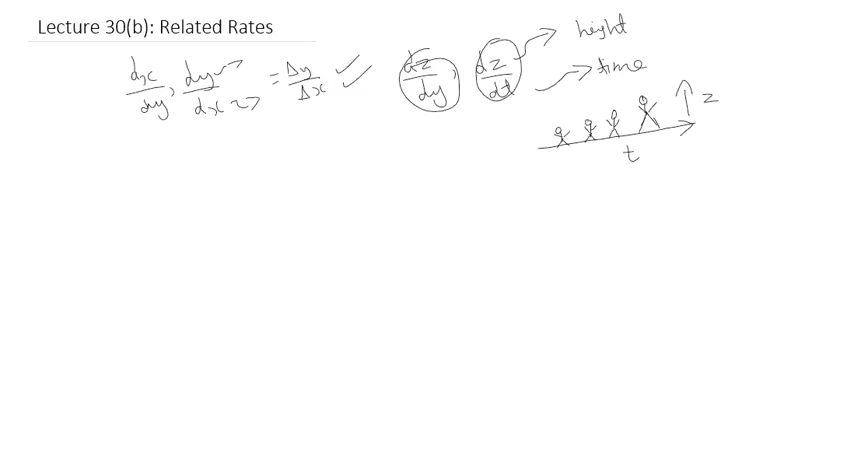 Lecture 30(b): Related Rates
dx/dy, dy/dx = Δy/Δx dz/dy, dz/dt height
time
z
t